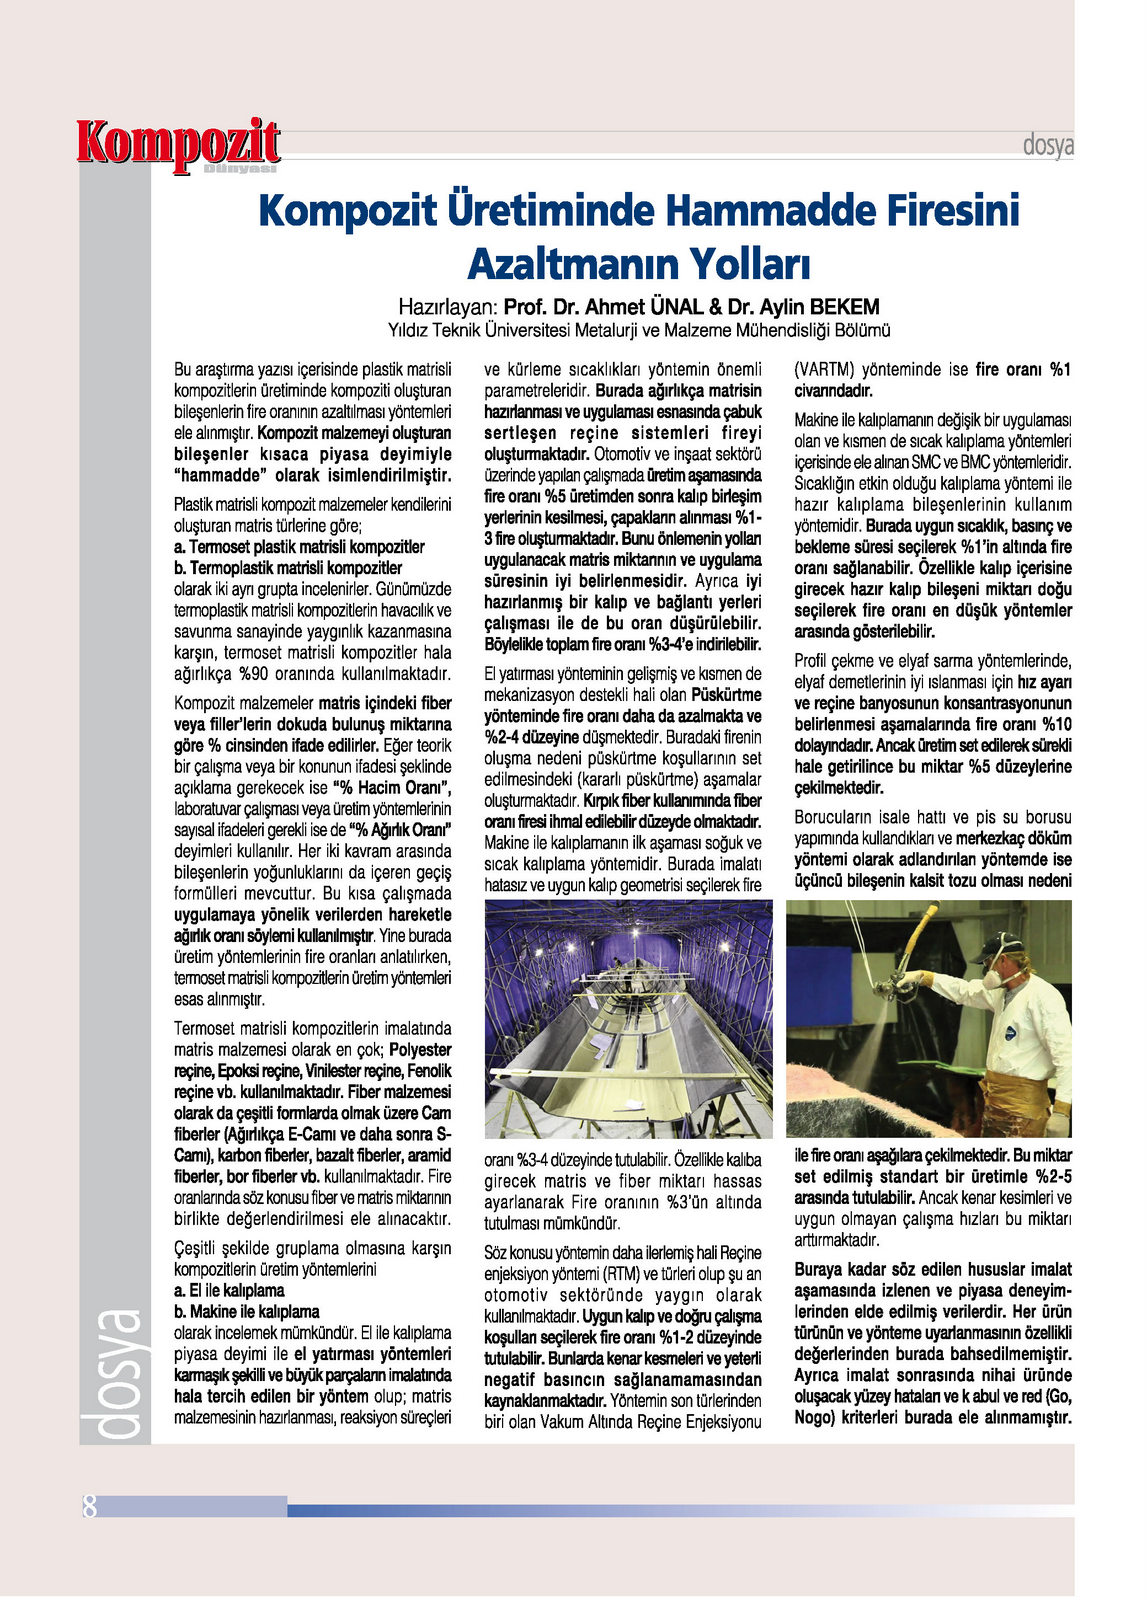 Kompozit
Dünyası
dosya
Kompozit Üretiminde Hammadde Firesini
Azaltmanın Yolları
Hazırlayan: Prof. Dr. Ahmet ÜNAL & Dr. Aylin BEKEM
Yıldız Teknik Üniversitesi Metalurji ve Malzeme Mühendisliği Bölümü
Bu araştırma yazısı içerisinde plastik matrisli
kompozitlerin üretiminde kompoziti oluşturan
bileşenlerin fire oranının azaltılması yöntemleri
ele alınmıştır. Kompozit malzemeyi oluşturan
bileşenler kısaca piyasa deyimiyle
“hammadde” olarak isimlendirilmiştir.
Plastik matrisli kompozit malzemeler kendilerini
oluşturan matris türlerine göre;
a. Termoset plastik matrisli kompozitler
b. Termoplastik matrisli kompozitler
olarak iki ayrı grupta incelenirler. Günümüzde
termoplastik matrisli kompozitlerin havacılık ve
savunma sanayinde yaygınlık kazanmasına
karşın, termoset matrisli kompozitler hala
ağırlıkça %90 oranında kullanılmaktadır.
Kompozit malzemeler matris içindeki fiber
veya filler’lerin dokuda bulunuş miktarına
göre % cinsinden ifade edilirler. Eğer teorik
bir çalışma veya bir konunun ifadesi şeklinde
açıklama gerekecek ise “% Hacim Oranı”,
laboratuvar çalışması veya üretim yöntemlerinin
sayısal ifadeleri gerekli ise de “% Ağırlık Oranı”
deyimleri kullanılır. Her iki kavram arasında
bileşenlerin yoğunluklarını da içeren geçiş
formülleri mevcuttur. Bu kısa çalışmada
uygulamaya yönelik verilerden hareketle
ağırlık oranı söylemi kullanılmıştır. Yine burada
üretim yöntemlerinin fire oranları anlatılırken,
termoset matrisli kompozitlerin üretim yöntemleri
esas alınmıştır.
Termoset matrisli kompozitlerin imalatında
matris malzemesi olarak en çok; Polyester
reçine, Epoksi reçine, Vinilester reçine, Fenolik
reçine vb. kullanılmaktadır. Fiber malzemesi
olarak da çeşitli formlarda olmak üzere Cam
fiberler (Ağırlıkça E-Camı ve daha sonra S-
Camı), karbon fiberler, bazalt fiberler, aramid
fiberler, bor fiberler vb. kullanılmaktadır. Fire
oranlarında söz konusu fiber ve matris miktarının
birlikte değerlendirilmesi ele alınacaktır.
Çeşitli şekilde gruplama olmasına karşın
kompozitlerin üretim yöntemlerini
a. El ile kalıplama
b. Makine ile kalıplama
olarak incelemek mümkündür. El ile kalıplama
piyasa deyimi ile el yatırması yöntemleri
karmaşık şekilli ve büyük parçaların imalatında
hala tercih edilen bir yöntem olup; matris
malzemesinin hazırlanması, reaksiyon süreçleri
ve kürleme sıcaklıkları yöntemin önemli
parametreleridir. Burada ağırlıkça matrisin
hazırlanması ve uygulaması esnasında çabuk
sertleşen reçine sistemleri fireyi
oluşturmaktadır. Otomotiv ve inşaat sektörü
üzerinde yapılan çalışmada üretim aşamasında
fire oranı %5 üretimden sonra kalıp birleşim
yerlerinin kesilmesi, çapakların alınması %1-
3 fire oluşturmaktadır. Bunu önlemenin yolları
uygulanacak matris miktarının ve uygulama
süresinin iyi belirlenmesidir. Ayrıca iyi
hazırlanmış bir kalıp ve bağlantı yerleri
çalışması ile de bu oran düşürülebilir.
Böylelikle toplam fire oranı %3-4’e indirilebilir.
El yatırması yönteminin gelişmiş ve kısmen de
mekanizasyon destekli hali olan Püskürtme
yönteminde fire oranı daha da azalmakta ve
%2-4 düzeyine düşmektedir. Buradaki firenin
oluşma nedeni püskürtme koşullarının set
edilmesindeki (kararlı püskürtme) aşamalar
oluşturmaktadır. Kırpık fiber kullanımında fiber
oranı firesi ihmal edilebilir düzeyde olmaktadır.
Makine ile kalıplamanın ilk aşaması soğuk ve
sıcak kalıplama yöntemidir. Burada imalatı
hatasız ve uygun kalıp geometrisi seçilerek fire
oranı %3-4 düzeyinde tutulabilir. Özellikle kalıba
girecek matris ve fiber miktarı hassas
ayarlanarak Fire oranının %3’ün altında
tutulması mümkündür.
Söz konusu yöntemin daha ilerlemiş hali Reçine
enjeksiyon yöntemi (RTM) ve türleri olup şu an
otomotiv sektöründe yaygın olarak
kullanılmaktadır. Uygun kalıp ve doğru çalışma
koşulları seçilerek fire oranı %1-2 düzeyinde
tutulabilir. Bunlarda kenar kesmeleri ve yeterli
negatif basıncın sağlanamamasından
kaynaklanmaktadır. Yöntemin son türlerinden
biri olan Vakum Altında Reçine Enjeksiyonu
(VARTM) yönteminde ise fire oranı %1
civarındadır.
Makine ile kalıplamanın değişik bir uygulaması
olan ve kısmen de sıcak kalıplama yöntemleri
içerisinde ele alınan SMC ve BMC yöntemleridir.
Sıcaklığın etkin olduğu kalıplama yöntemi ile
hazır kalıplama bileşenlerinin kullanım
yöntemidir. Burada uygun sıcaklık, basınç ve
bekleme süresi seçilerek %1’in altında fire
oranı sağlanabilir. Özellikle kalıp içerisine
girecek hazır kalıp bileşeni miktarı doğu
seçilerek fire oranı en düşük yöntemler
arasında gösterilebilir.
Profil çekme ve elyaf sarma yöntemlerinde,
elyaf demetlerinin iyi ıslanması için hız ayarı
ve reçine banyosunun konsantrasyonunun
belirlenmesi aşamalarında fire oranı %10
dolayındadır. Ancak üretim set edilerek sürekli
hale getirilince bu miktar %5 düzeylerine
çekilmektedir.
Borucuların isale hattı ve pis su borusu
yapımında kullandıkları ve merkezkaç döküm
yöntemi olarak adlandırılan yöntemde ise
üçüncü bileşenin kalsit tozu olması nedeni
ile fire oranı aşağılara çekilmektedir. Bu miktar
set edilmiş standart bir üretimle %2-5
arasında tutulabilir. Ancak kenar kesimleri ve
uygun olmayan çalışma hızları bu miktarı
arttırmaktadır.
Buraya kadar söz edilen hususlar imalat
aşamasında izlenen ve piyasa deneyim-
lerinden elde edilmiş verilerdir. Her ürün
türünün ve yönteme uyarlanmasının özellikli
değerlerinden burada bahsedilmemiştir.
Ayrıca imalat sonrasında nihai üründe
oluşacak yüzey hataları ve k abul ve red (Go,
Nogo) kriterleri burada ele alınmamıştır.
dosya
8